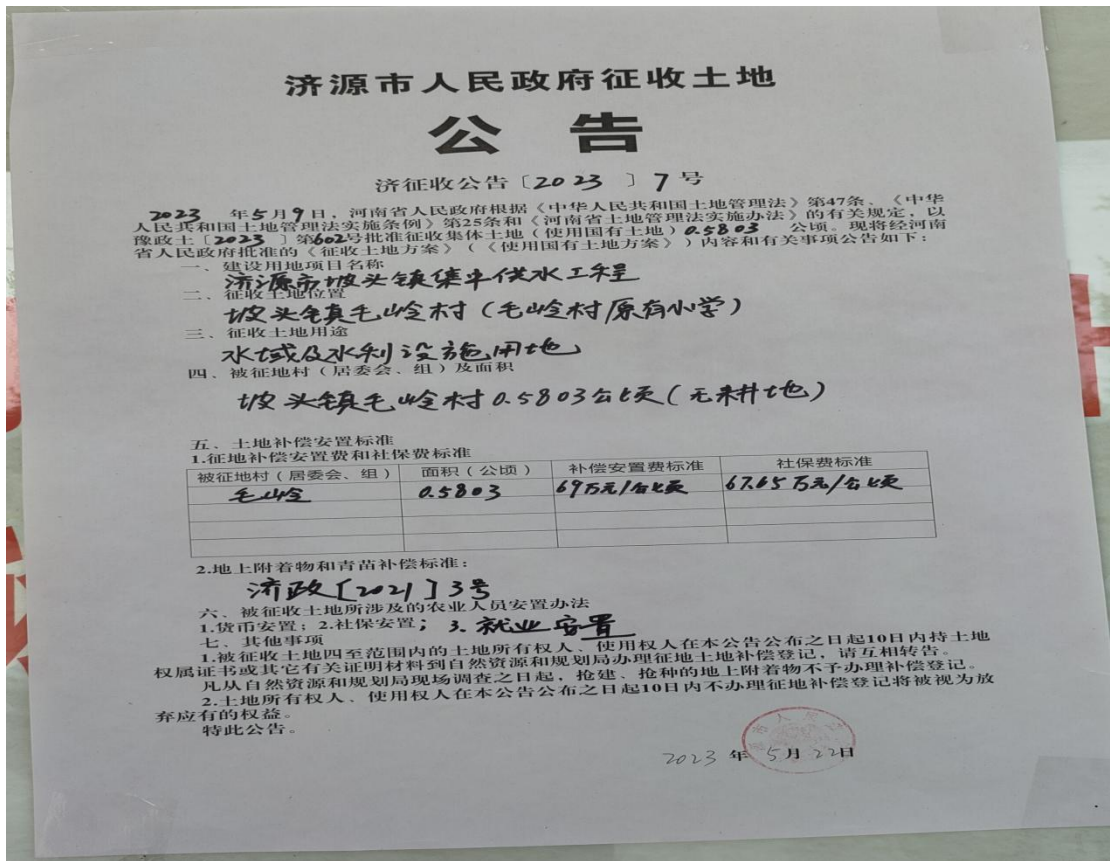 济源市人民政府征收土地
公 告
济征收公告〔2023 〕7号
2023 年5月9日，河南省人民政府根据《中华人民共和国土地管理法》第47条、《中华
人民共和国土地管理法实施条例》第25条和《河南省土地管理法实施办法》的有关规定，以
豫政土〔2023 〕第602号批准征收集体土地（使用国有土地）0.5803 公顷。现将经河南
省人民政府批准的《征收土地方案》（《使用国有土地方案》）内容和有关事项公告如下：
一、建设用地项目名称
济源市坡头镇集中供水工程
二、征收土地位置
坡头镇毛岭村（毛岭村原有小学）
三、征收土地用途
水域及水利设施用地
四、被征地村（居委会、组）及面积
坡头镇毛岭村0.5803公顷（无耕地）
五、土地补偿安置标准
1.征地补偿安置费和社保费标准
被征地村（居委会、组） 面积（公顷） 补偿安置费标准 社保费标准
毛岭 0.5803 69万元/公顷 67.65万元/公顷
2.地上附着物和青苗补偿标准：
济政〔2021〕3号
六、被征收土地所涉及的农业人员安置办法
1.货币安置；2.社保安置；3.就业安置
七、其他事项
1.被征收土地四至范围内的土地所有权人、使用权人在本公告公布之日起10日内持土地
权属证书或其它有关证明材料到自然资源和规划局办理征地土地补偿登记，请互相转告。
凡从自然资源和规划局现场调查之日起，抢建、抢种的地上附着物不予办理补偿登记。
2.土地所有权人、使用权人在本公告公布之日起10日内不办理征地补偿登记将被视为放
弃应有的权益。
特此公告。
2023 年 5月 22日